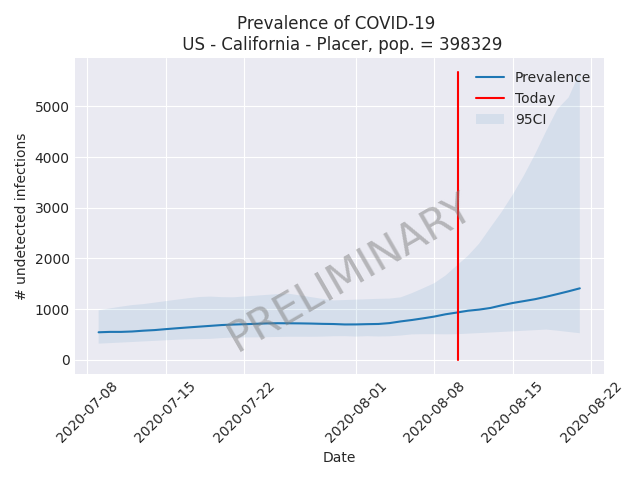 Prevalence of COVID-19
US - California - Placer, pop. = 398329
# undetected infections
5000
4000
3000
2000
1000
0
Prevalence
Today
95CI
PRELIMINARY
2020-07-08
2020-07-15
2020-07-22
2020-08-01
2020-08-08
2020-08-15
2020-08-22
Date